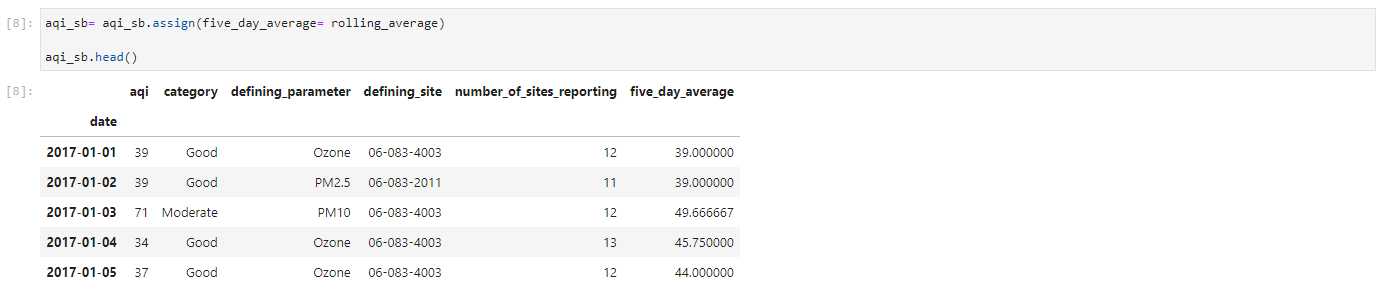 [8]: aqi_sb= aqi_sb.assign(five_day_average= rolling_average)
aqi_sb.head()
[8]: aqi category defining_parameter defining_site number_of_sites_reporting five_day_average
date
2017-01-01 39 Good Ozone 06-083-4003 12 39.000000
2017-01-02 39 Good PM2.5 06-083-2011 11 39.000000
2017-01-03 71 Moderate PM10 06-083-4003 12 49.666667
2017-01-04 34 Good Ozone 06-083-4003 13 45.750000
2017-01-05 37 Good Ozone 06-083-4003 12 44.000000